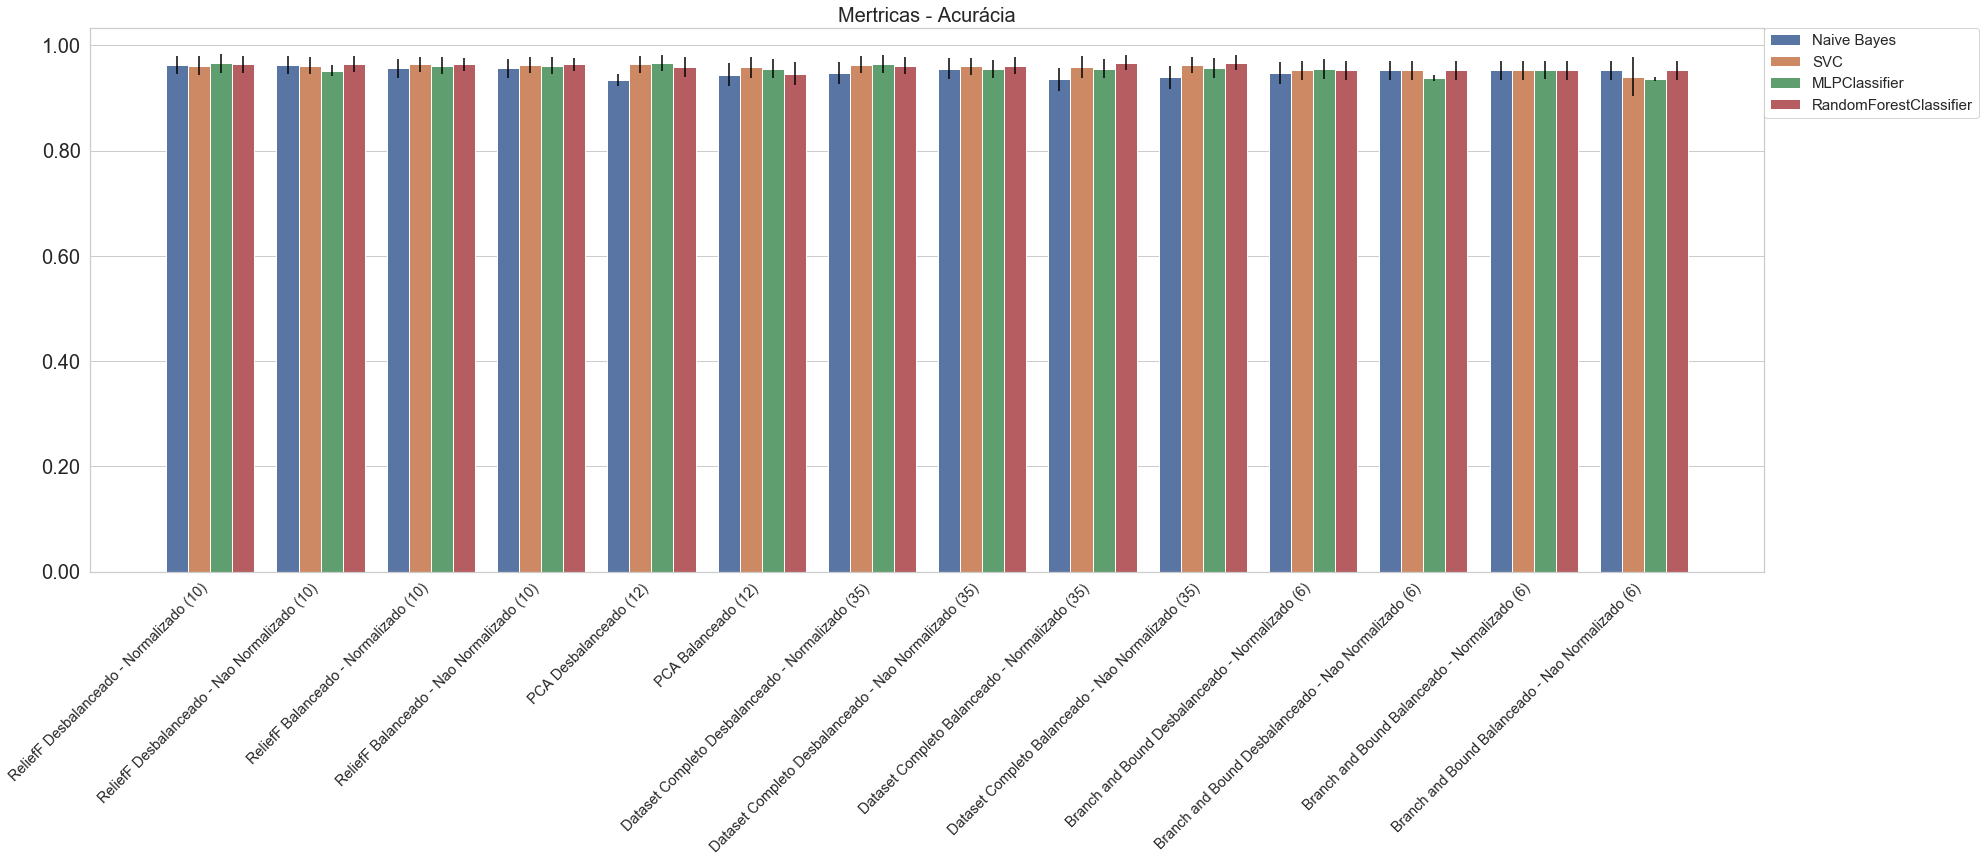 Mertricas - Acurácia
1.00
0.80
0.60
0.40
0.20
0.00
Naive Bayes
SVC
MLPClassifier
RandomForestClassifier
ReliefF Desbalanceado - Normalizado (10)
ReliefF Desbalanceado - Nao Normalizado (10)
ReliefF Balanceado - Normalizado (10)
ReliefF Balanceado - Nao Normalizado (10)
PCA Desbalanceado (12)
PCA Balanceado (12)
Dataset Completo Desbalanceado - Normalizado (35)
Dataset Completo Desbalanceado - Nao Normalizado (35)
Dataset Completo Balanceado - Normalizado (35)
Dataset Completo Balanceado - Nao Normalizado (35)
Branch and Bound Desbalanceado - Normalizado (6)
Branch and Bound Desbalanceado - Nao Normalizado (6)
Branch and Bound Balanceado - Normalizado (6)
Branch and Bound Balanceado - Nao Normalizado (6)